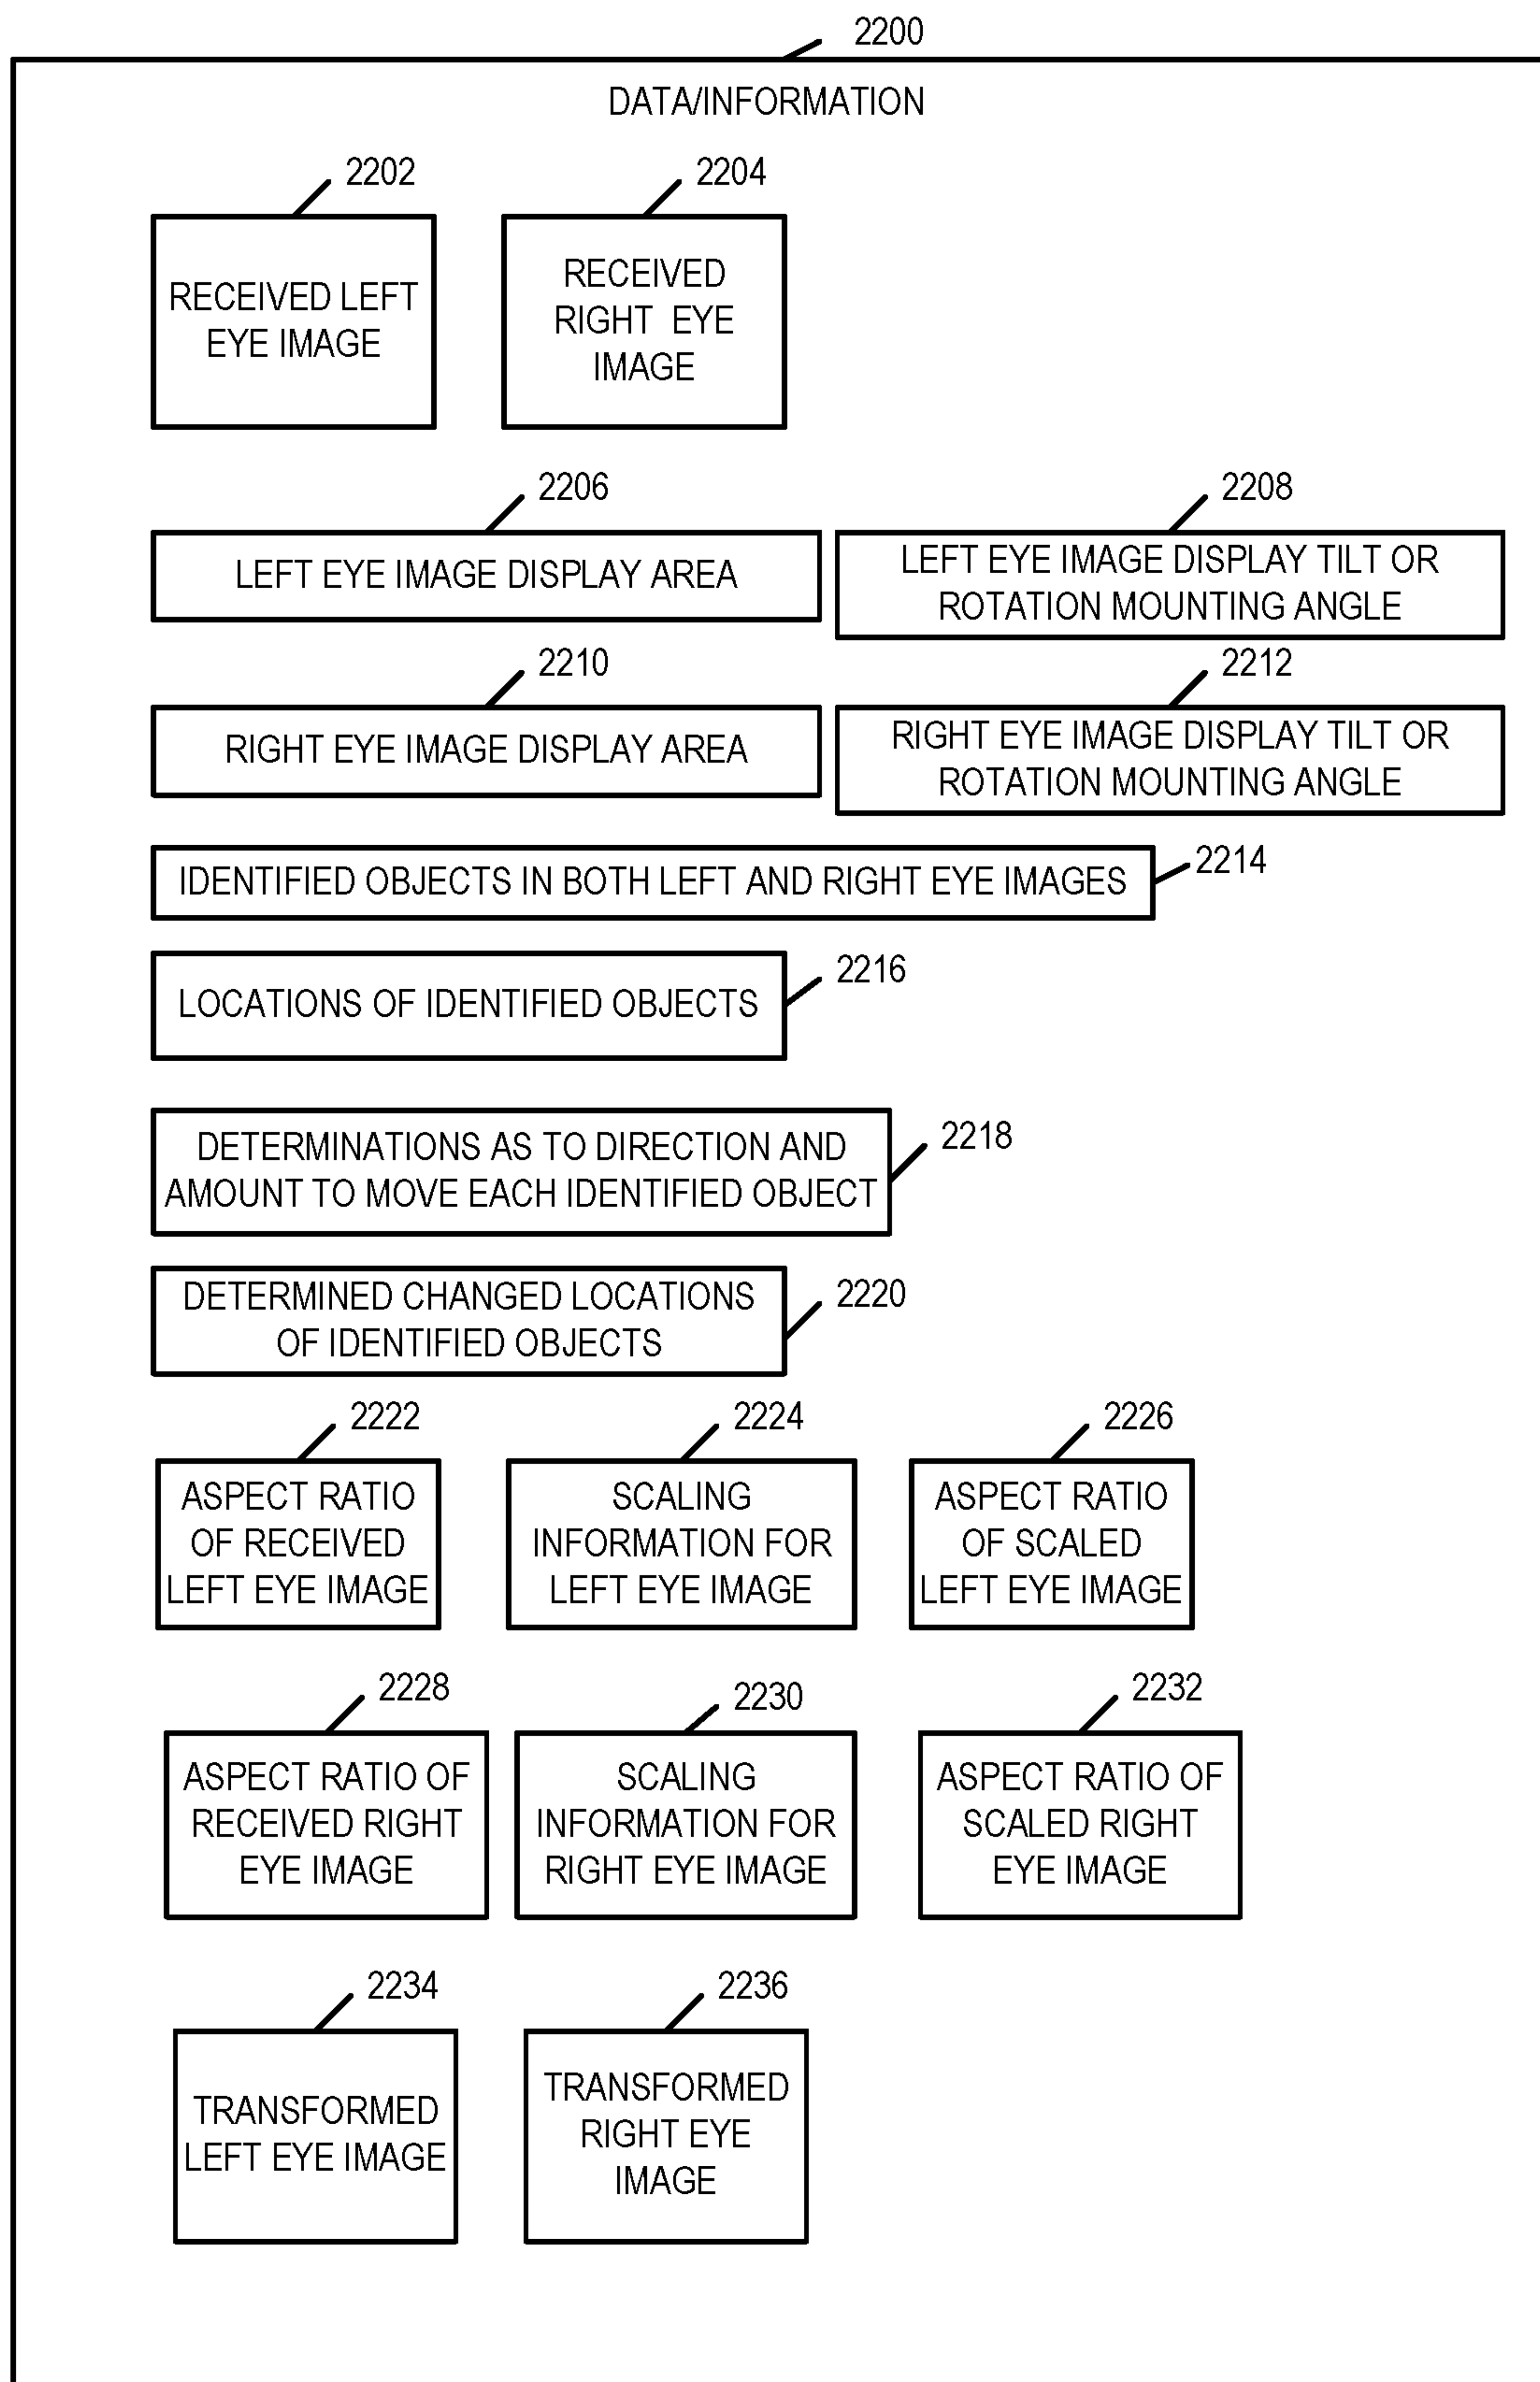 2200
DATA/INFORMATION
2202
2204
RECEIVED LEFT
EYE IMAGE
RECEIVED
RIGHT EYE
IMAGE
2206
2208
LEFT EYE IMAGE DISPLAY AREA
LEFT EYE IMAGE DISPLAY TILT OR
ROTATION MOUNTING ANGLE
2210
2212
RIGHT EYE IMAGE DISPLAY AREA
RIGHT EYE IMAGE DISPLAY TILT OR
ROTATION MOUNTING ANGLE
IDENTIFIED OBJECTS IN BOTH LEFT AND RIGHT EYE IMAGES
2214
LOCATIONS OF IDENTIFIED OBJECTS
2216
DETERMINATIONS AS TO DIRECTION AND
AMOUNT TO MOVE EACH IDENTIFIED OBJECT
2218
DETERMINED CHANGED LOCATIONS
OF IDENTIFIED OBJECTS
2220
2222
2224
2226
ASPECT RATIO
OF RECEIVED
LEFT EYE IMAGE
SCALING
INFORMATION FOR
LEFT EYE IMAGE
ASPECT RATIO
OF SCALED
LEFT EYE IMAGE
2228
2230
2232
ASPECT RATIO OF
RECEIVED RIGHT
EYE IMAGE
SCALING
INFORMATION FOR
RIGHT EYE IMAGE
ASPECT RATIO OF
SCALED RIGHT
EYE IMAGE
2234
2236
TRANSFORMED
LEFT EYE IMAGE
TRANSFORMED
RIGHT EYE
IMAGE